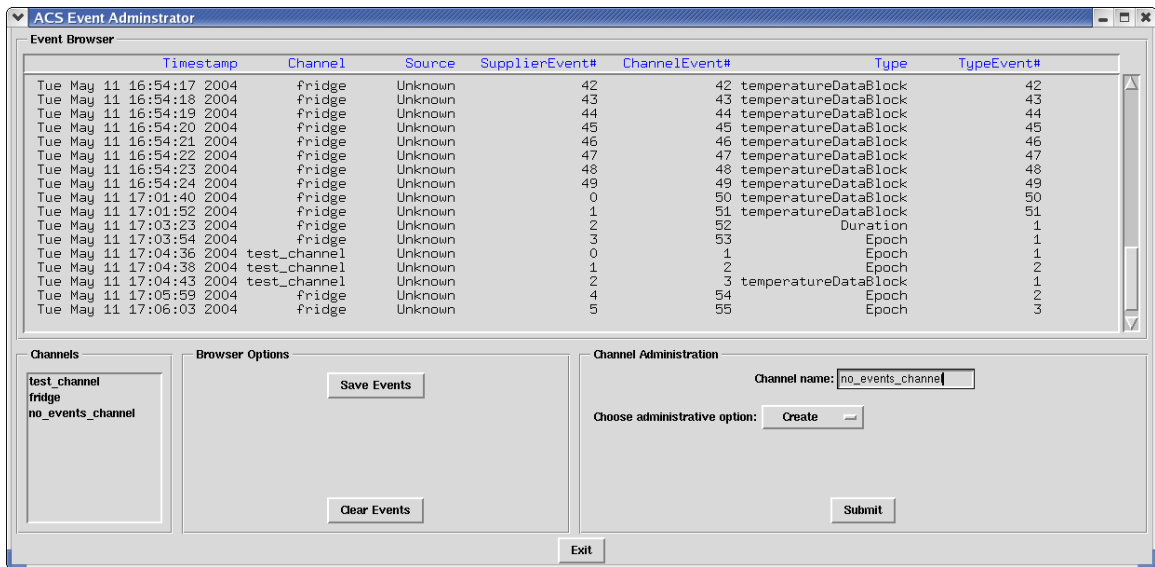 ACS Event Adminstrator
Event Browser
Timestamp Channel Source SupplierEvent# ChannelEvent# Type TypeEvent#
Tue May 11 16:54:17 2004 fridge Unknown 42 42 temperatureDataBlock 42
Tue May 11 16:54:18 2004 fridge Unknown 43 43 temperatureDataBlock 43
Tue May 11 16:54:19 2004 fridge Unknown 44 44 temperatureDataBlock 44
Tue May 11 16:54:20 2004 fridge Unknown 45 45 temperatureDataBlock 45
Tue May 11 16:54:21 2004 fridge Unknown 46 46 temperatureDataBlock 46
Tue May 11 16:54:22 2004 fridge Unknown 47 47 temperatureDataBlock 47
Tue May 11 16:54:23 2004 fridge Unknown 48 48 temperatureDataBlock 48
Tue May 11 16:54:24 2004 fridge Unknown 49 49 temperatureDataBlock 49
Tue May 11 17:01:40 2004 fridge Unknown 0 50 temperatureDataBlock 50
Tue May 11 17:01:52 2004 fridge Unknown 1 51 temperatureDataBlock 51
Tue May 11 17:03:23 2004 fridge Unknown 2 52 Duration 1
Tue May 11 17:03:54 2004 fridge Unknown 3 53 Epoch 1
Tue May 11 17:04:36 2004 test_channel Unknown 0 1 Epoch 1
Tue May 11 17:04:38 2004 test_channel Unknown 1 2 Epoch 2
Tue May 11 17:04:43 2004 test_channel Unknown 2 3 temperatureDataBlock 1
Tue May 11 17:05:59 2004 fridge Unknown 4 54 Epoch 2
Tue May 11 17:06:03 2004 fridge Unknown 5 55 Epoch 3
Channels
test_channel
fridge
no_events_channel
Browser Options
Save Events
Clear Events
Channel Administration
Channel name: no_events_channel
Choose administrative option: Create
Submit
Exit